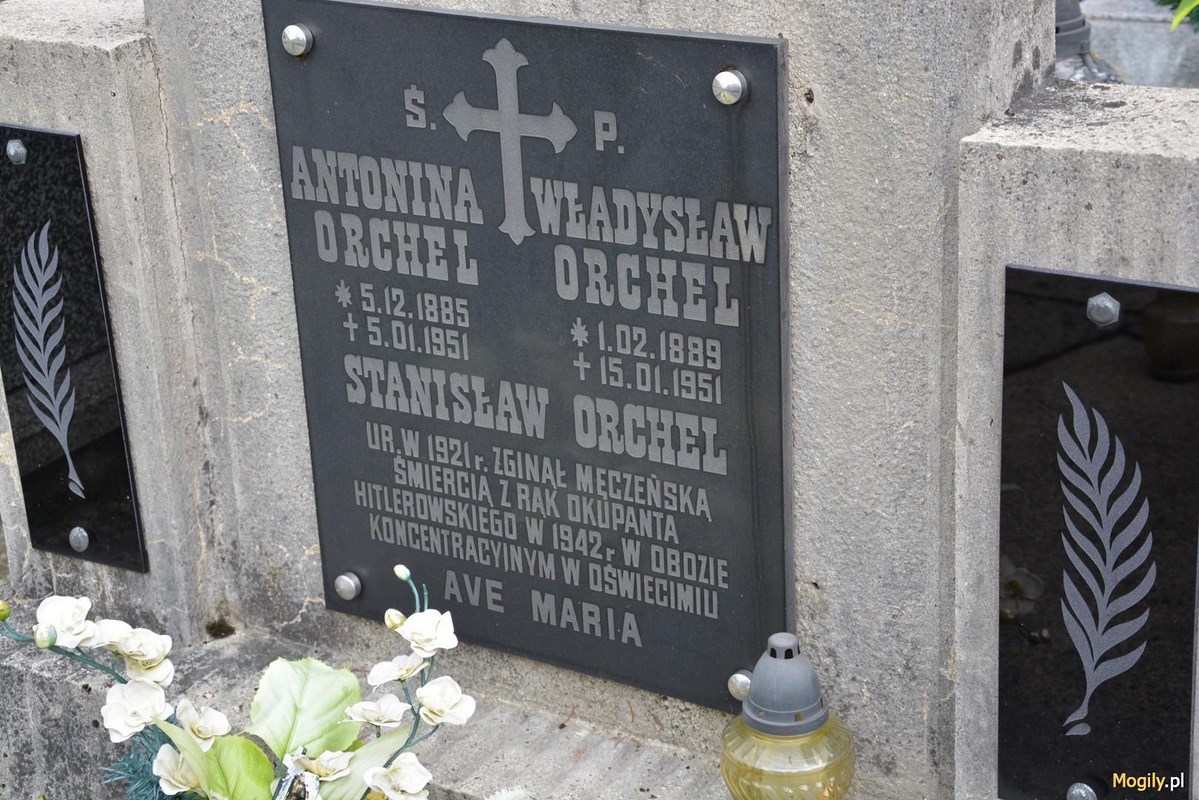 Ś. P.
ANTONINA
ORCHEL
* 5.12.1885
+ 5.01.1951
WŁADYSŁAW
ORCHEL
* 1.02.1889
+ 15.01.1951
STANISŁAW ORCHEL
UR. W 1921 r. ZGINĄŁ MĘCZEŃSKĄ
ŚMIERCIĄ Z RĄK OKUPANTA
HITLEROWSKIEGO W 1942 r. W OBOZIE
KONCENTRACYJNYM W OŚWIĘCIMIU
AVE MARIA
Mogily.pl